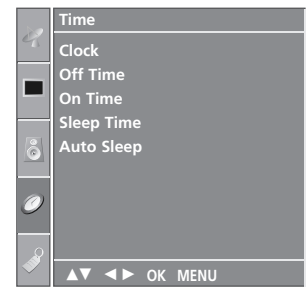 Time
Clock
Off Time
On Time
Sleep Time
Auto Sleep
▲▼ ◄► OK MENU